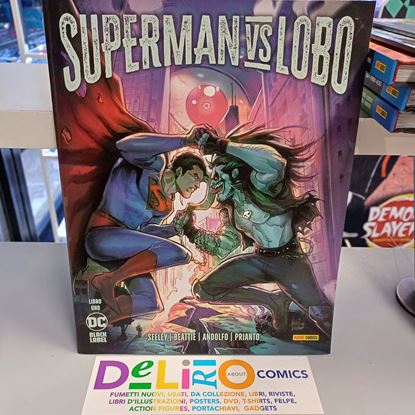 SUPERMAN VS LOBO
LIBRO
UNO
DC
BLACK
LABEL
SEELEY | BEATTIE | ANDOLFO | PRIANTO
PANINI COMICS
DEMON
SLAYER
DeLiRiO ABOUT COMICS
FUMETTI NUOVI, USATI, DA COLLEZIONE, LIBRI, RIVISTE,
LIBRI D'ILLUSTRAZIONI, POSTERS, DVD, T-SHIRTS, FELPE,
ACTION FIGURES, PORTACHIAVI, GADGETS